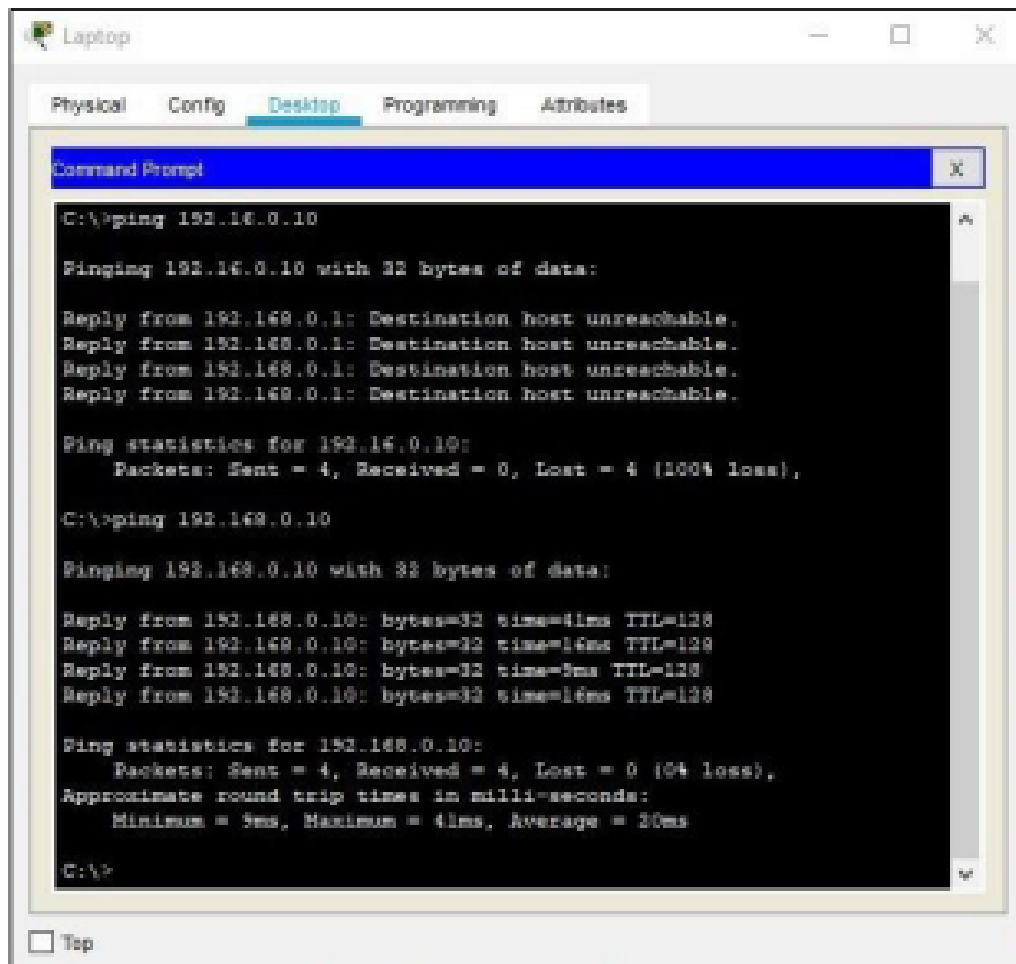 Laptop
Physical Config Desktop Programming Attributes
Command Prompt X
C:\>ping 192.16.0.10
Pinging 192.16.0.10 with 32 bytes of data:
Reply from 192.168.0.1: Destination host unreachable.
Reply from 192.168.0.1: Destination host unreachable.
Reply from 192.168.0.1: Destination host unreachable.
Reply from 192.168.0.1: Destination host unreachable.
Ping statistics for 192.16.0.10:
Packets: Sent = 4, Received = 0, Lost = 4 (100% loss),
C:\>ping 192.168.0.10
Pinging 192.168.0.10 with 32 bytes of data:
Reply from 192.168.0.10: bytes=32 time=41ms TTL=128
Reply from 192.168.0.10: bytes=32 time=16ms TTL=128
Reply from 192.168.0.10: bytes=32 time=9ms TTL=128
Reply from 192.168.0.10: bytes=32 time=16ms TTL=128
Ping statistics for 192.168.0.10:
Packets: Sent = 4, Received = 4, Lost = 0 (0% loss),
Approximate round trip times in milli-seconds:
Minimum = 9ms, Maximum = 41ms, Average = 20ms
C:\>
Top